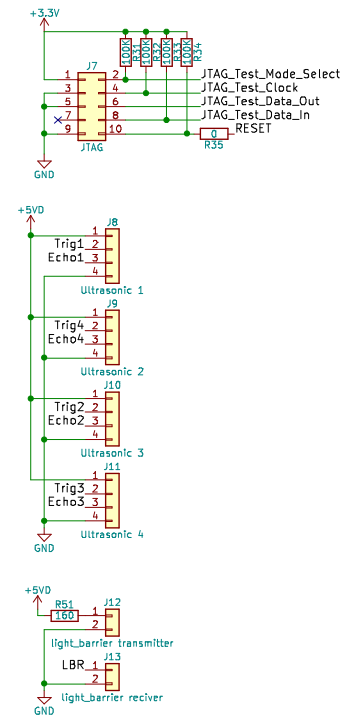 +3.3V
100K R31 100K R32 100K R33 100K R34
J7
1 2 JTAG_Test_Mode_Select
3 4 JTAG_Test_Clock
5 6 JTAG_Test_Data_Out
7 8 JTAG_Test_Data_In
9 10 RESET
0
JTAG R35
GND
+5VD
J8
1
Trig1 2
Echo1 3
4
Ultrasonic 1
J9
1
Trig4 2
Echo4 3
4
Ultrasonic 2
J10
1
Trig2 2
Echo2 3
4
Ultrasonic 3
J11
1
Trig3 2
Echo3 3
4
Ultrasonic 4
GND
+5VD
R51 J12
160 1
2
light_barrier transmitter
J13
LBR 1
2
light_barrier reciver
GND